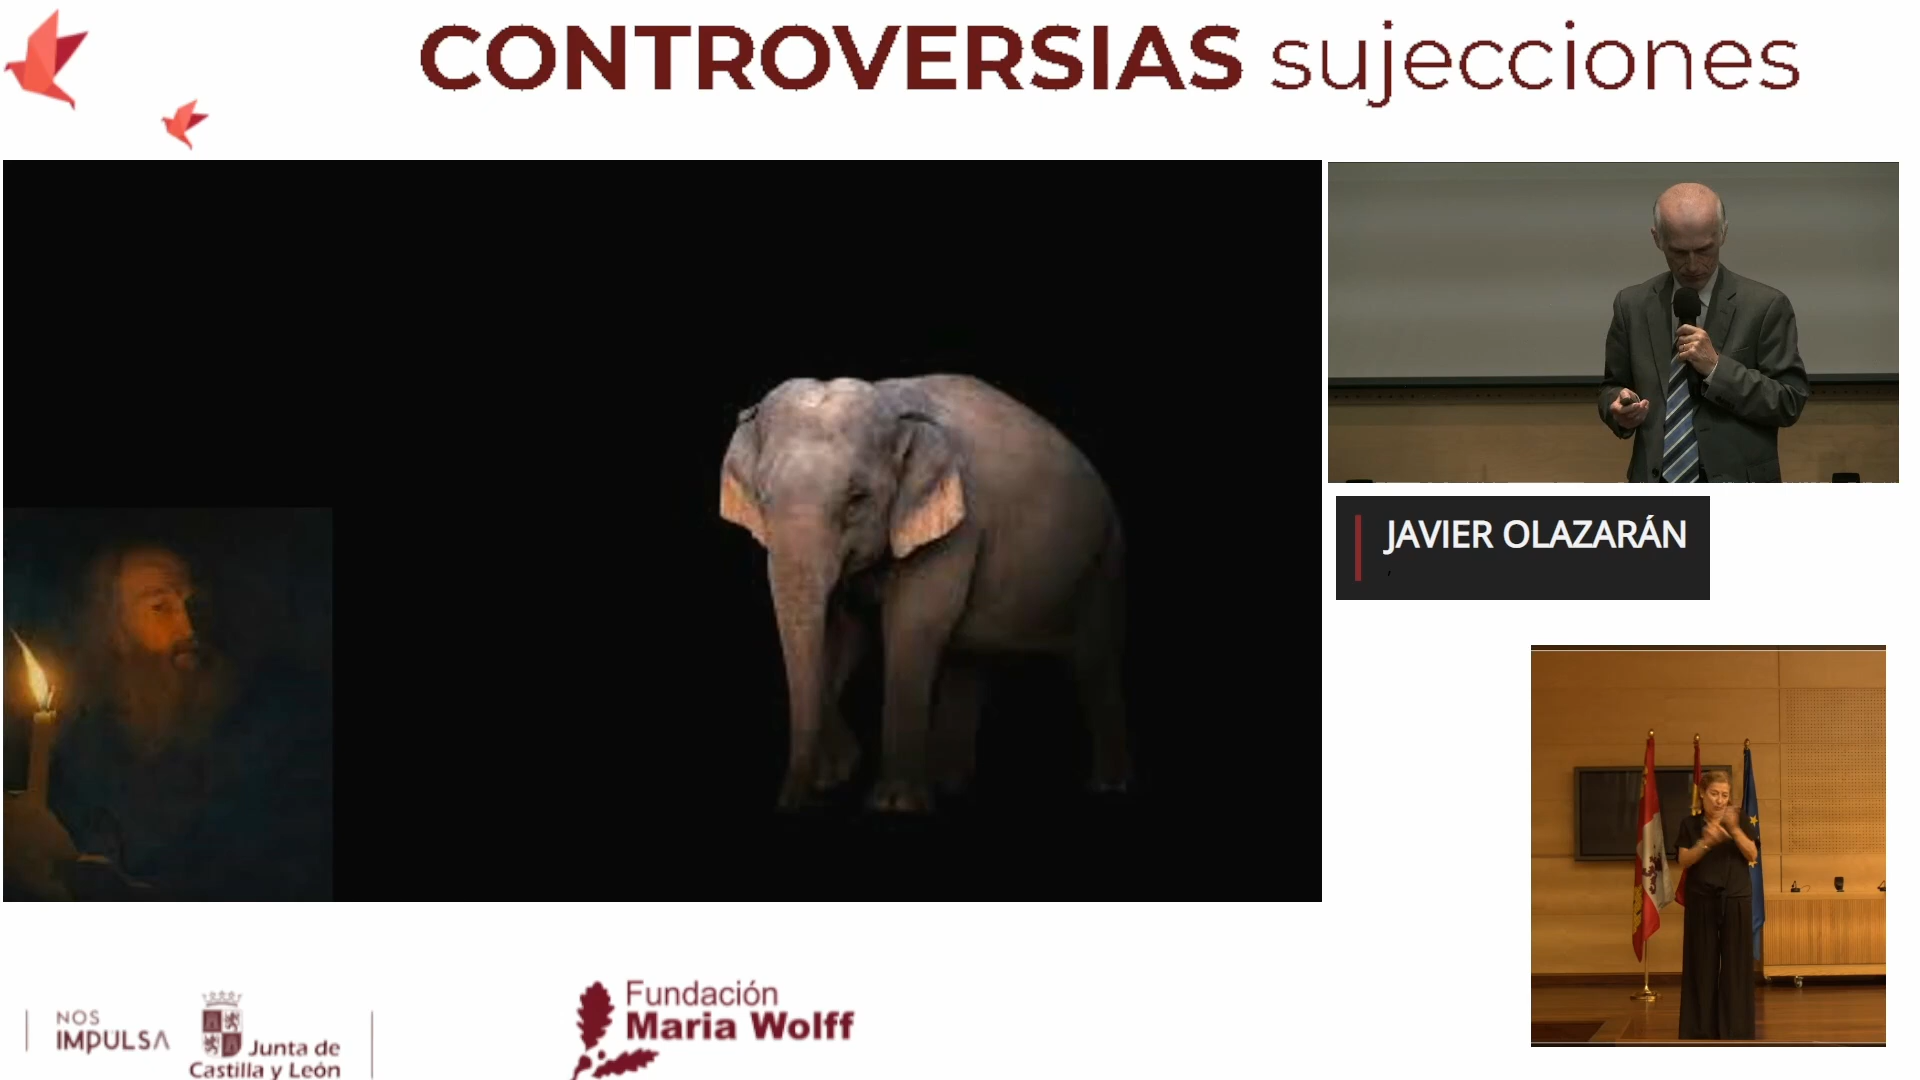 CONTROVERSIAS sujecciones
JAVIER OLAZARÁN
,
NOS
IMPULSA
Junta de
Castilla y León
Fundación
Maria Wolff